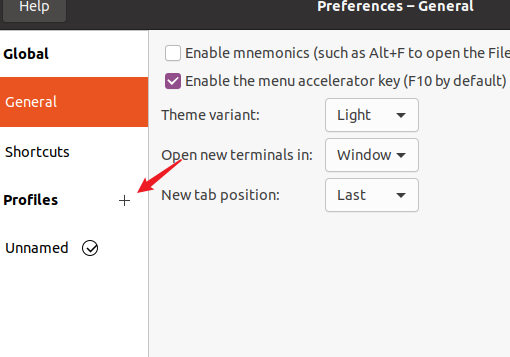 Help
Preferences – General
Global
General
Shortcuts
Profiles
Unnamed
Enable mnemonics (such as Alt+F to open the File
Enable the menu accelerator key (F10 by default)
Theme variant: Light
Open new terminals in: Window
New tab position: Last